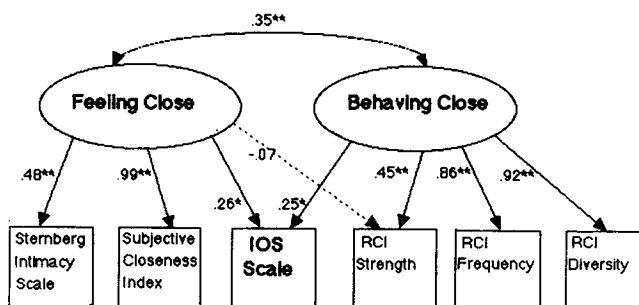 .35**
Feeling Close
Behaving Close
-.07
.48**
.99**
.26*
.25*
.45**
.86**
.92**
Sternberg
Intimacy
Scale
Subjective
Closeness
Index
IOS
Scale
RCI
Strength
RCI
Frequency
RCI
Diversity